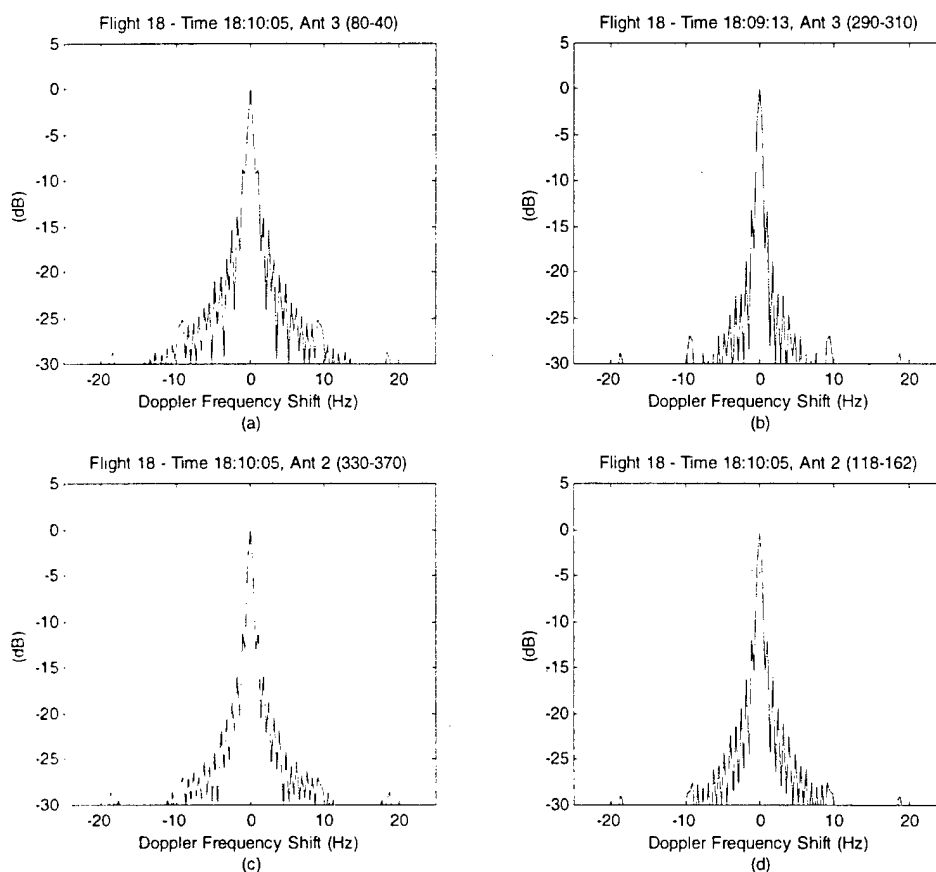 Flight 18 - Time 18:10:05, Ant 3 (80-40)
5
0
-5
-10
-15
-20
-25
-30
(dB)
-20 -10 0 10 20
Doppler Frequency Shift (Hz)
(a)
Flight 18 - Time 18:09:13, Ant 3 (290-310)
5
0
-5
-10
-15
-20
-25
-30
(dB)
-20 -10 0 10 20
Doppler Frequency Shift (Hz)
(b)
Flight 18 - Time 18:10:05, Ant 2 (330-370)
5
0
-5
-10
-15
-20
-25
-30
(dB)
-20 -10 0 10 20
Doppler Frequency Shift (Hz)
(c)
Flight 18 - Time 18:10:05, Ant 2 (118-162)
5
0
-5
-10
-15
-20
-25
-30
(dB)
-20 -10 0 10 20
Doppler Frequency Shift (Hz)
(d)